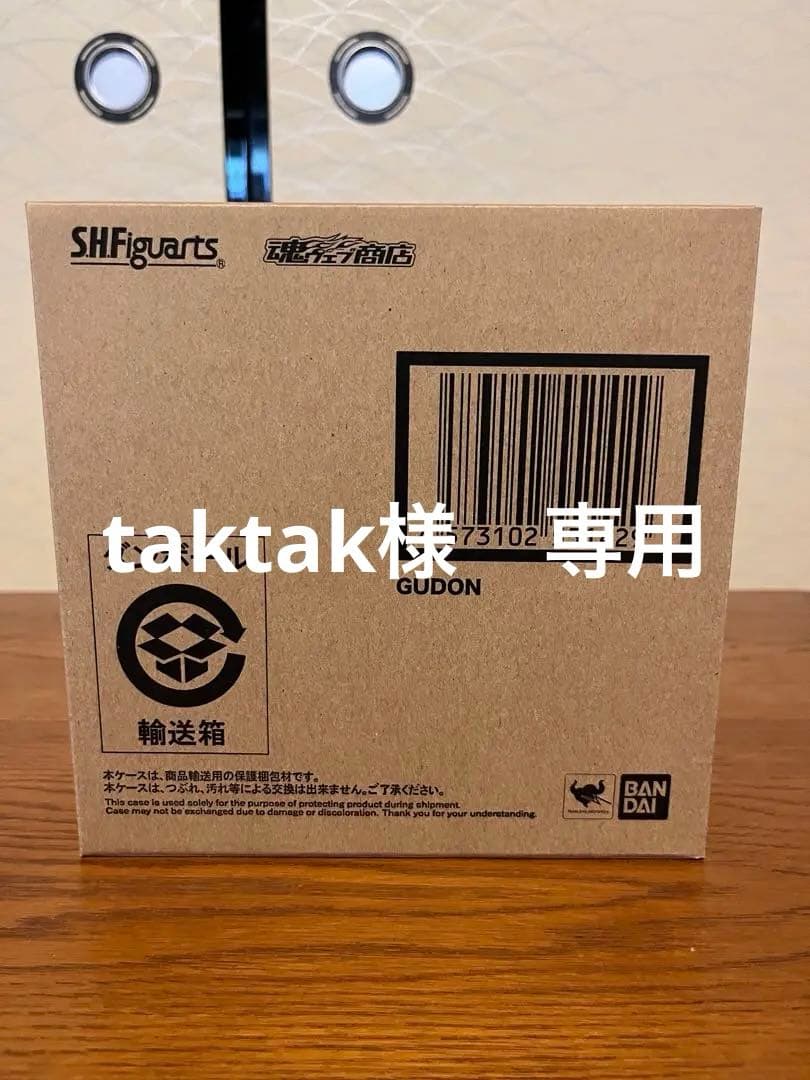 S.H.Figuarts®
魂ウェブ商店
taktak様　専用
573102
GUDON
輸送箱
本ケースは、商品輸送用の保護梱包材です。
本ケースは、つぶれ、汚れ等による交換は出来ません。ご了承ください。
This case is used solely for the purpose of protecting product during shipment.
Case may not be exchanged due to damage or discoloration. Thank you for your understanding.
BAN
DAI